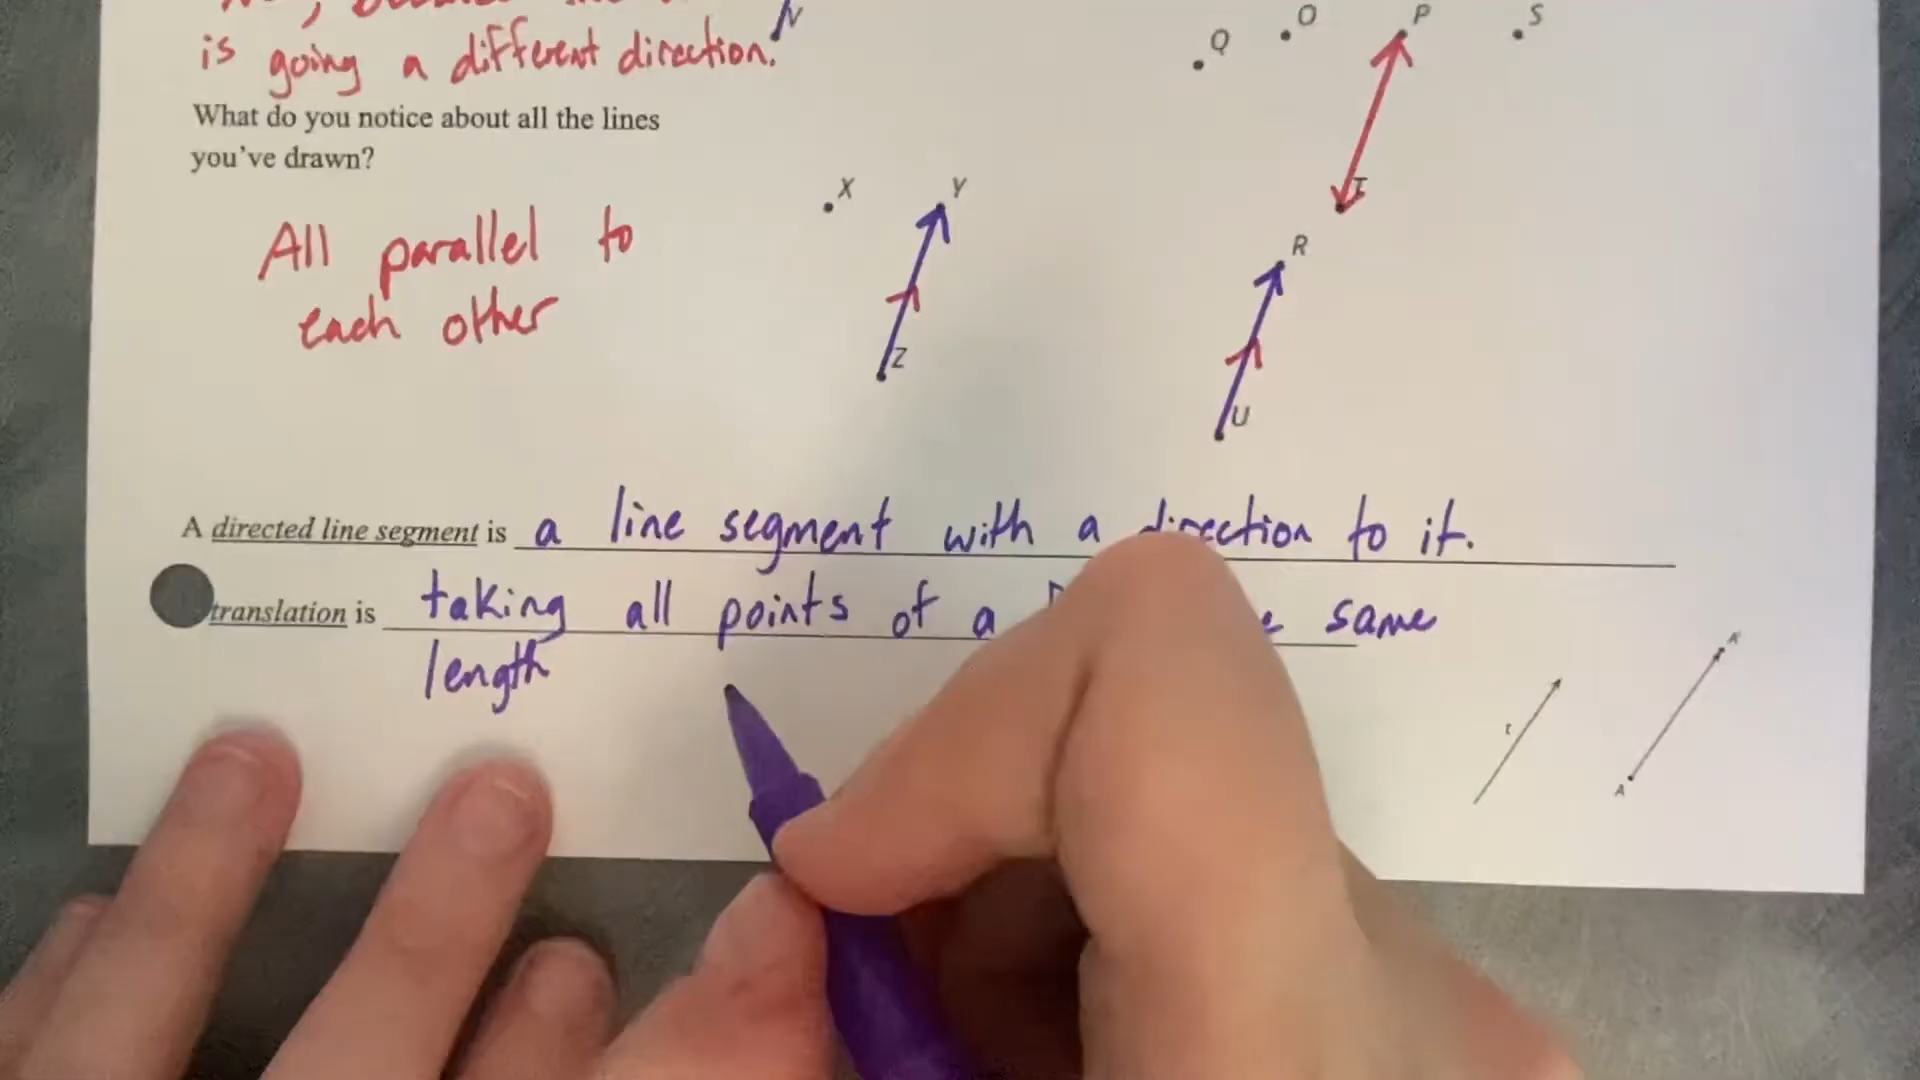 is going a different direction.
N
Q
O
P
S
What do you notice about all the lines
you've drawn?
X
Y
I
R
All parallel to
each other
Z
U
A directed line segment is a line segment with a direction to it.
translation is taking all points of a same
length
A'
t
A